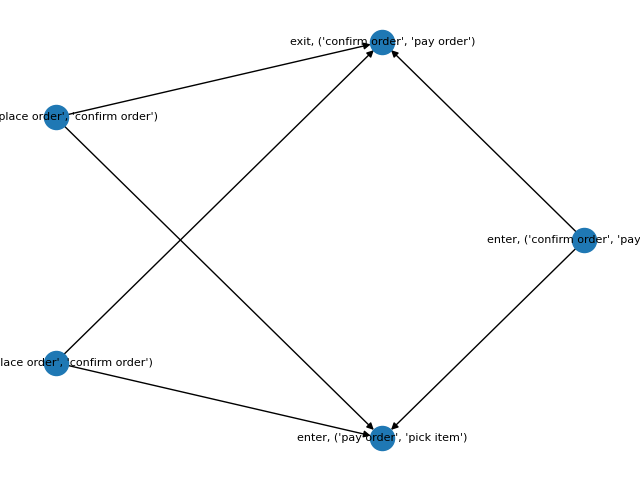 exit, ('confirm order', 'pay order')
place order', 'confirm order')
enter, ('confirm order', 'pay
lace order', 'confirm order')
enter, ('pay order', 'pick item')